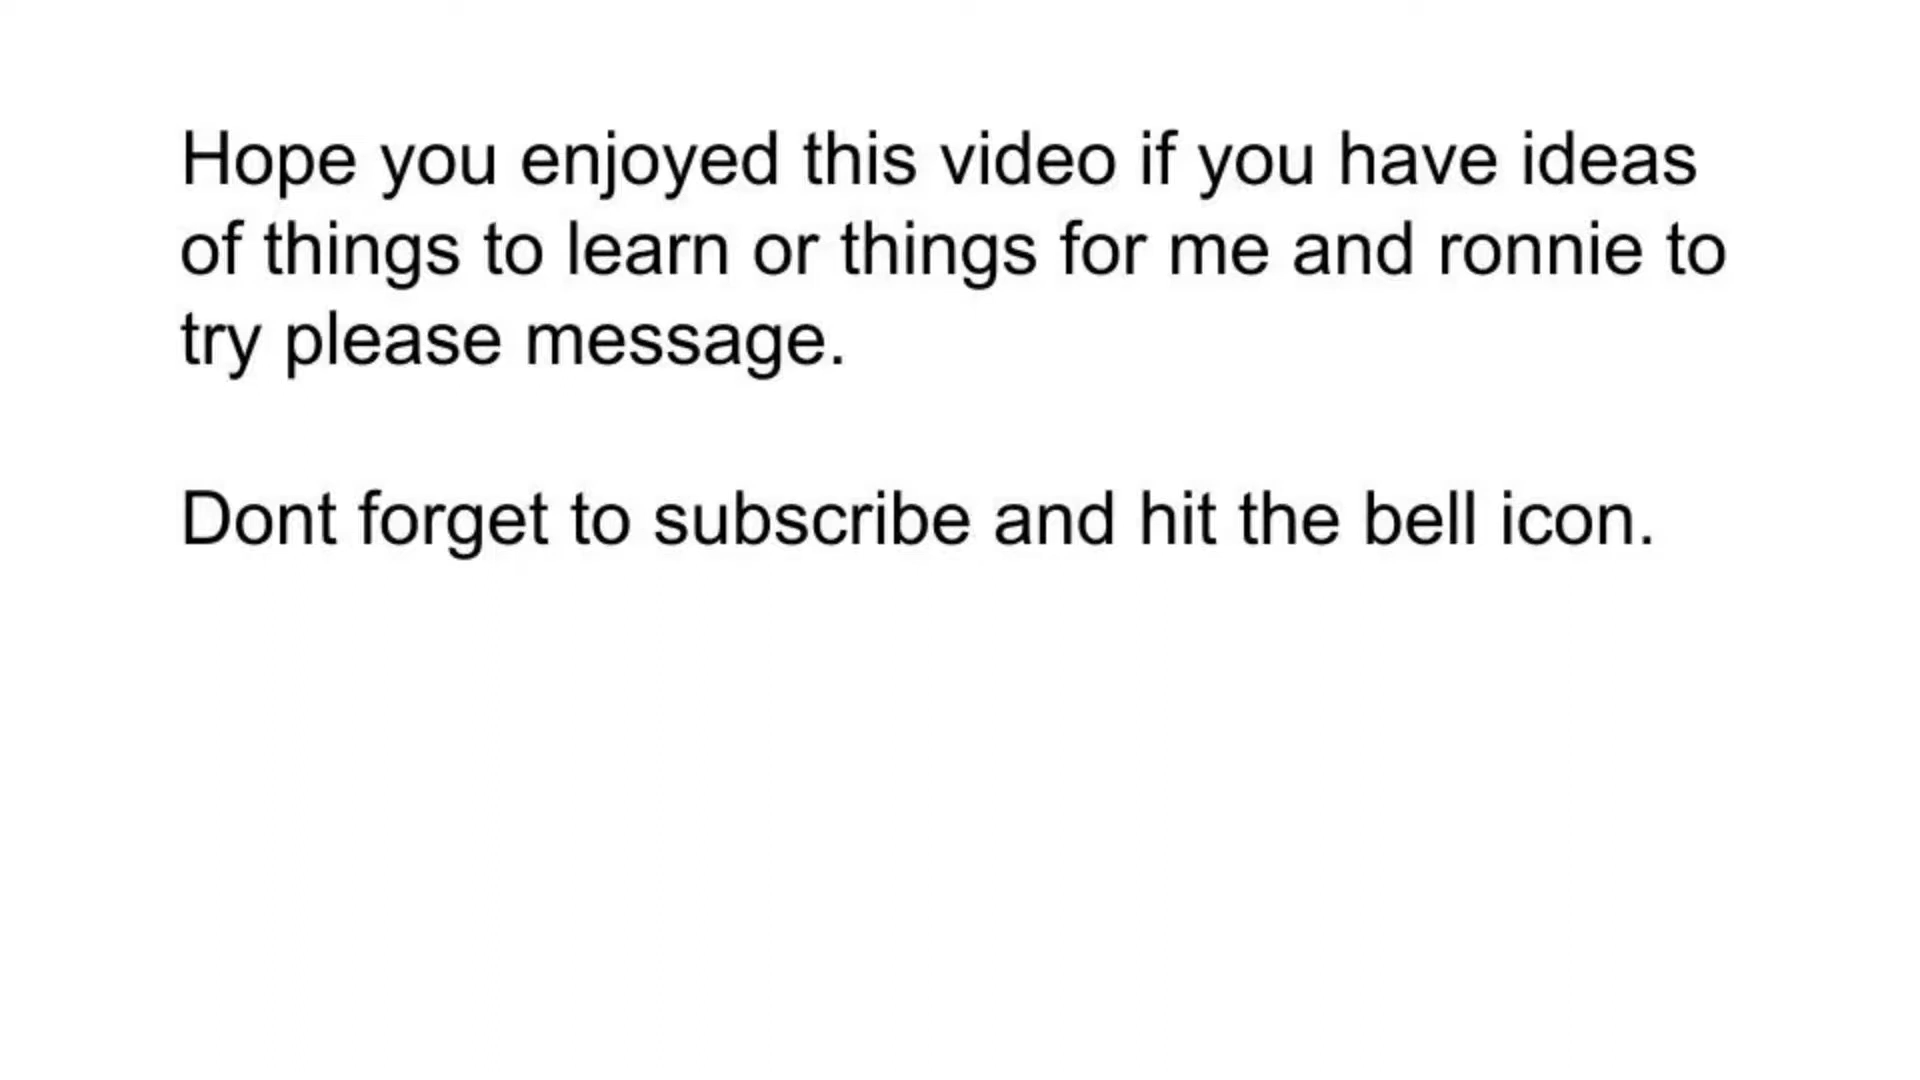 Hope you enjoyed this video if you have ideas
of things to learn or things for me and ronnie to
try please message.
Dont forget to subscribe and hit the bell icon.